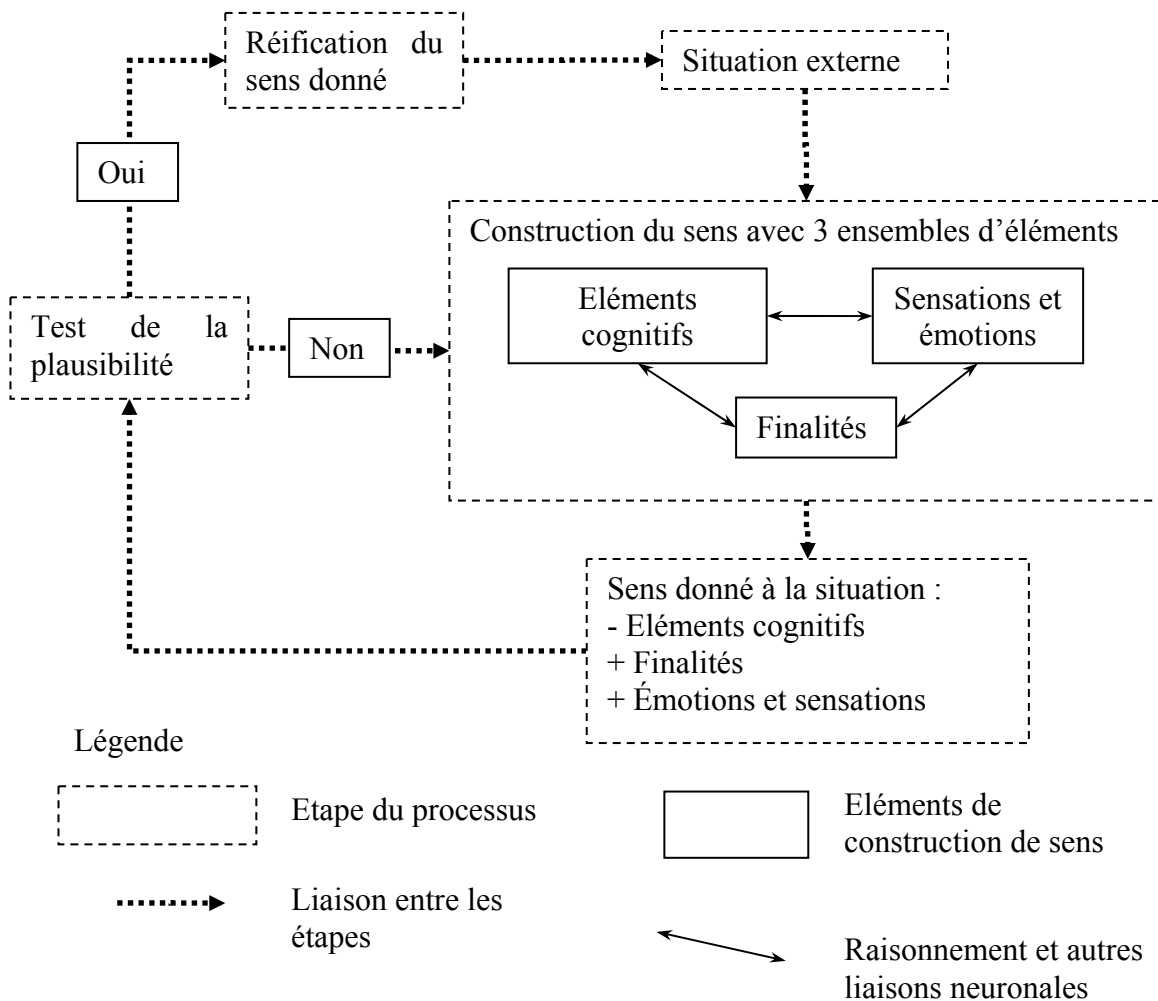 Réification du
sens donné
Situation externe
Oui
Construction du sens avec 3 ensembles d’éléments
Eléments
cognitifs
Sensations et
émotions
Test de la
plausibilité
Non
Finalités
Sens donné à la situation :
- Eléments cognitifs
+ Finalités
+ Émotions et sensations
Légende
Etape du processus
Eléments de
construction de sens
Liaison entre les
étapes
Raisonnement et autres
liaisons neuronales